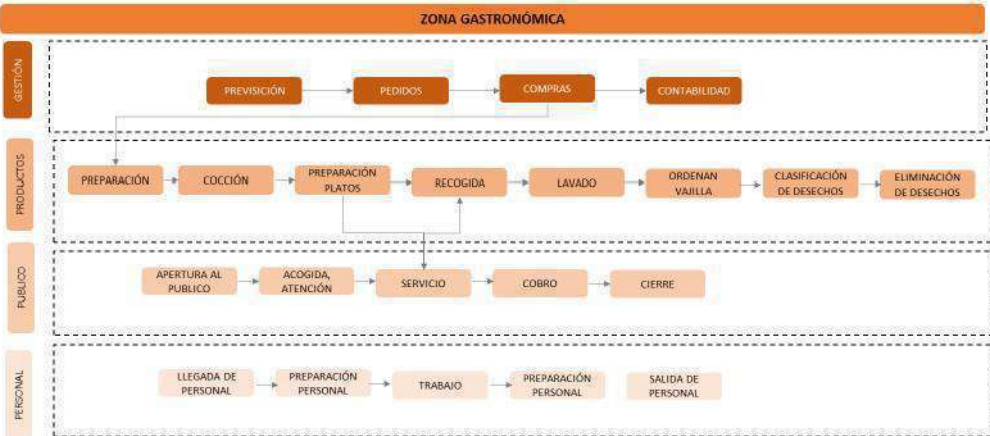 ZONA GASTRONÓMICA
GESTIÓN
PREVISICIÓN
PEDIDOS
COMPRAS
CONTABILIDAD
PRODUCTOS
PREPARACIÓN
COCCIÓN
PREPARACIÓN
PLATOS
RECOGIDA
LAVADO
ORDENAN
VAJILLA
CLASIFICACIÓN
DE DESECHOS
ELIMINACIÓN
DE DESECHOS
PUBLICO
APERTURA AL
PUBLICO
ACOGIDA,
ATENCIÓN
SERVICIO
COBRO
CIERRE
PERSONAL
LLEGADA DE
PERSONAL
PREPARACIÓN
PERSONAL
TRABAJO
PREPARACIÓN
PERSONAL
SALIDA DE
PERSONAL